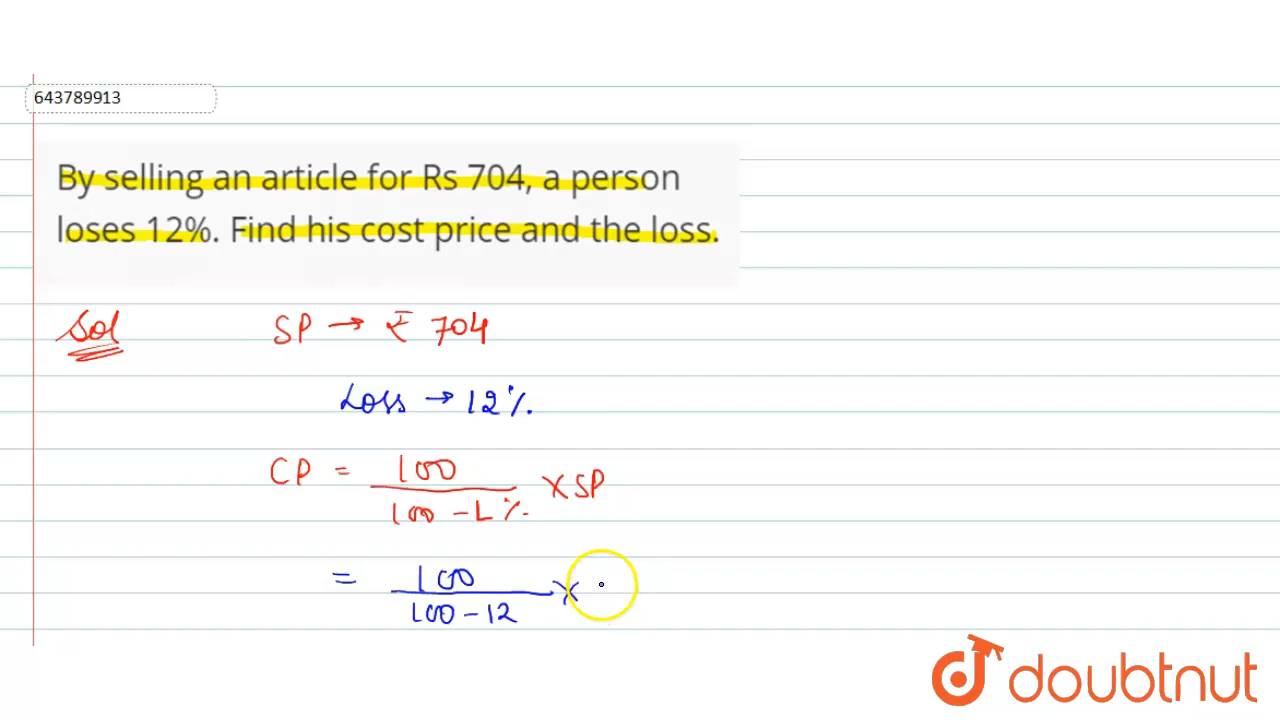 643789913
By selling an article for Rs 704, a person
loses 12%. Find his cost price and the loss.
Sol SP → ₹ 704
Loss → 12%.
CP = 100 / 100 - L% × SP
= 100 / 100 - 12 ×
doubtnut